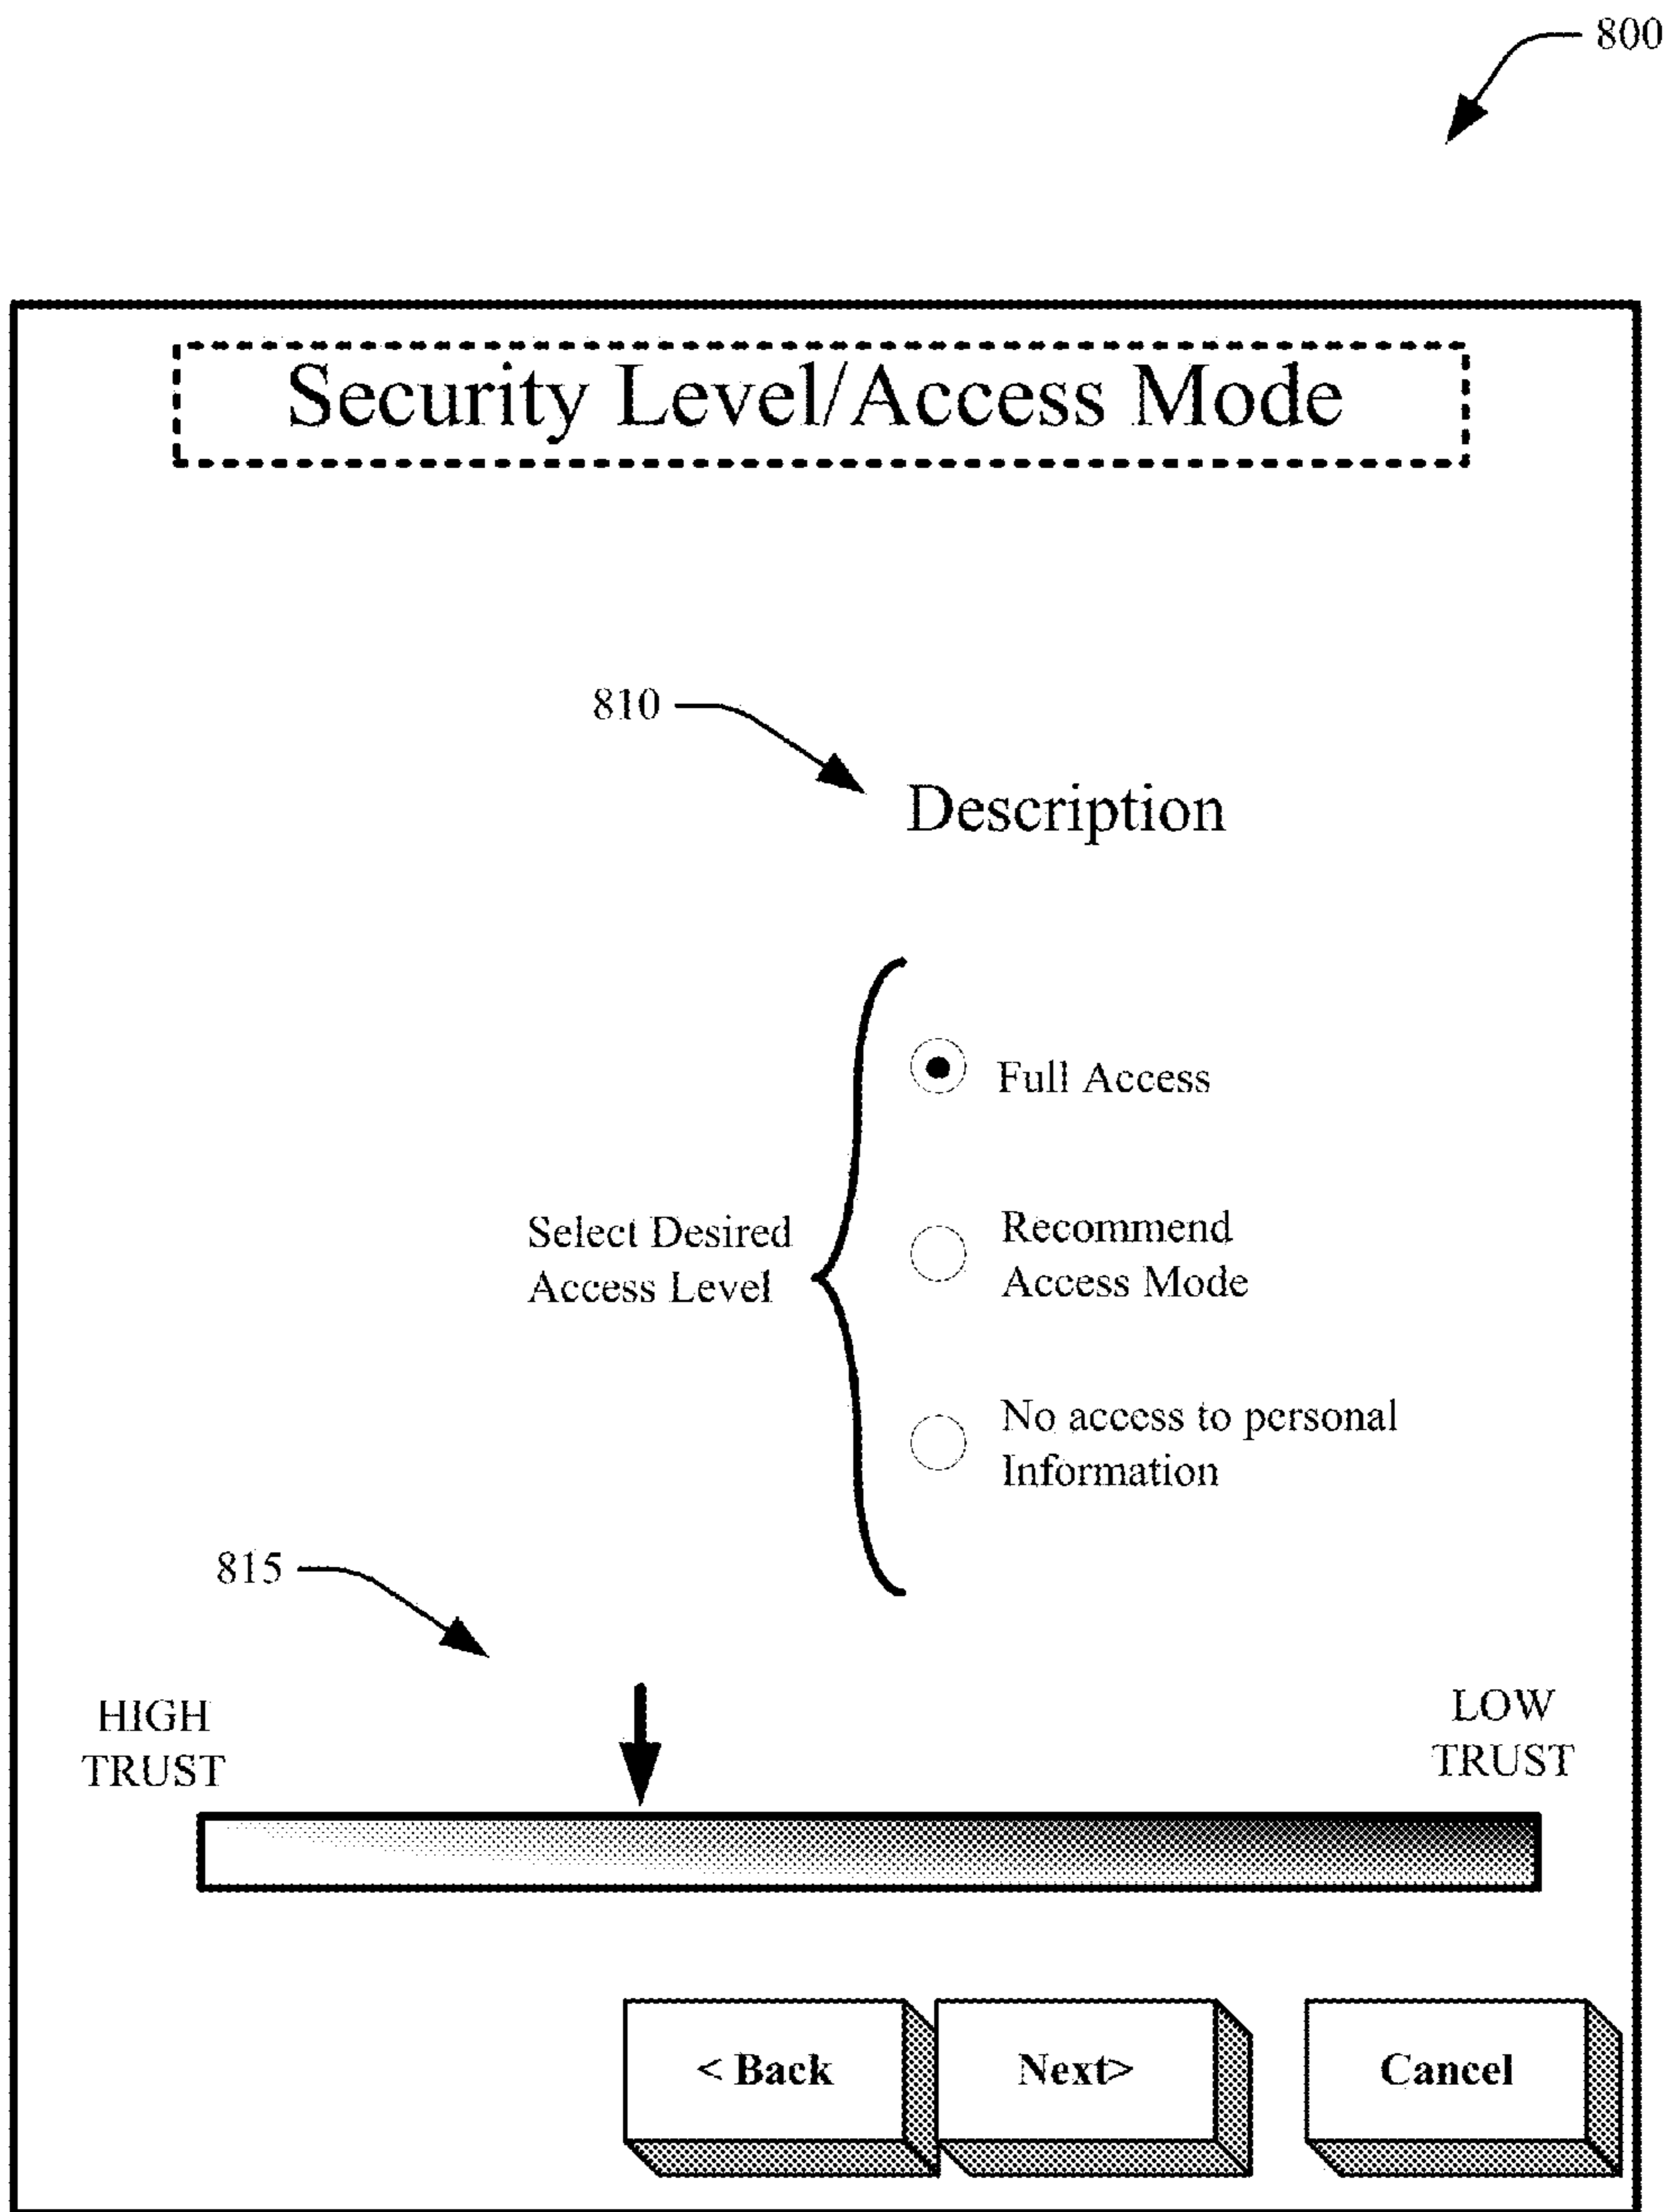 800
Security Level/Access Mode
810
Description
Full Access
Select Desired
Access Level
Recommend
Access Mode
No access to personal
Information
815
HIGH
TRUST
LOW
TRUST
< Back
Next>
Cancel